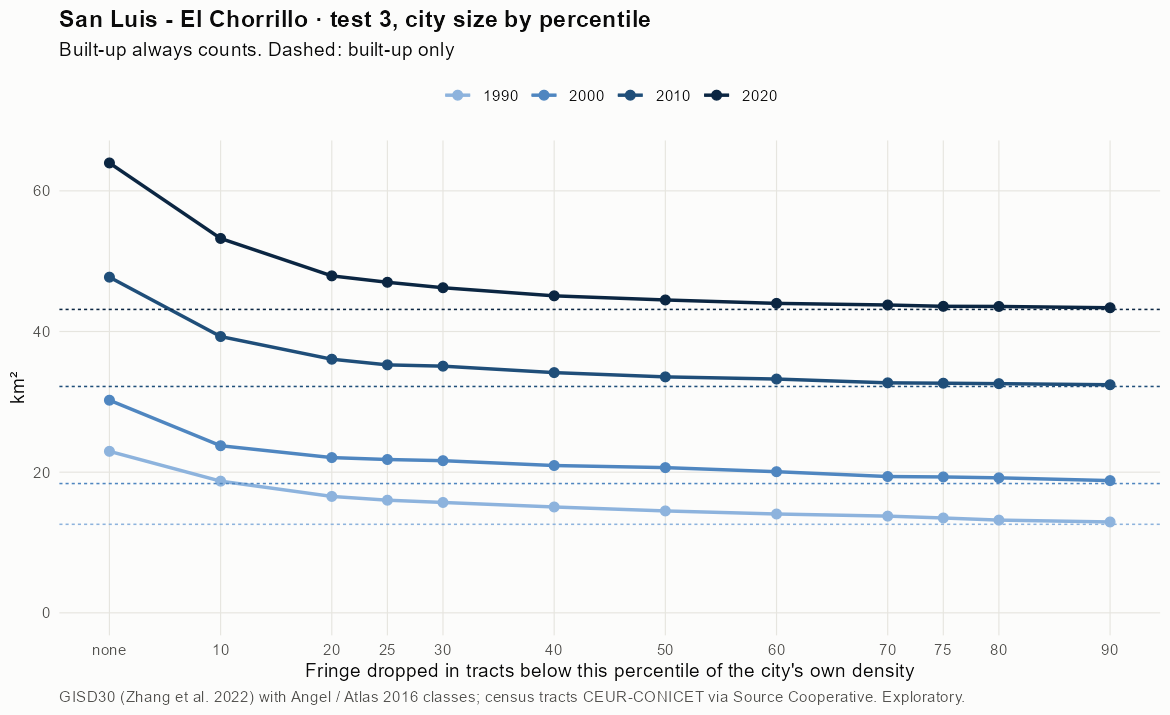 San Luis - El Chorrillo · test 3, city size by percentile
Built-up always counts. Dashed: built-up only
1990 2000 2010 2020
60
40
20
0
km²
none 10 20 25 30 40 50 60 70 75 80 90
Fringe dropped in tracts below this percentile of the city's own density
GISD30 (Zhang et al. 2022) with Angel / Atlas 2016 classes; census tracts CEUR-CONICET via Source Cooperative. Exploratory.